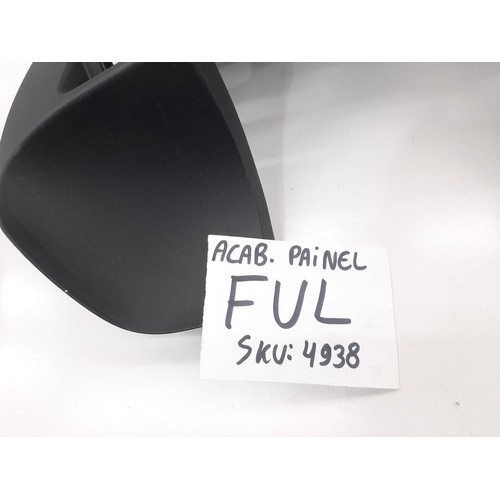 ACAB. PAiNEL
FUL
SKU: 4938